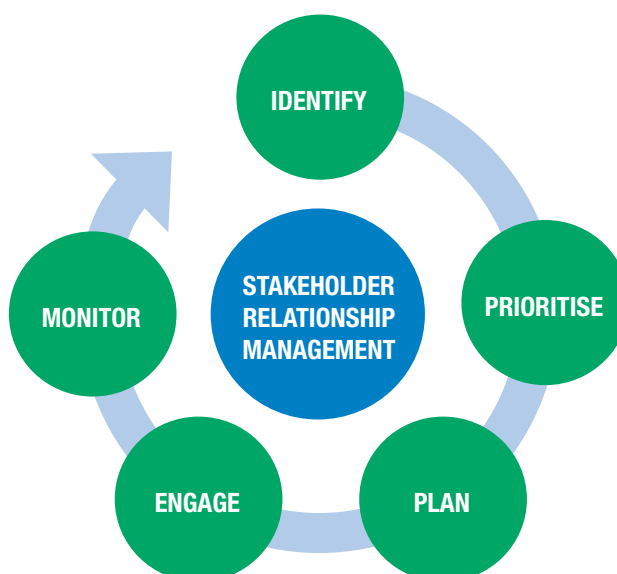 IDENTIFY
PRIORITISE
PLAN
ENGAGE
MONITOR
STAKEHOLDER
RELATIONSHIP
MANAGEMENT